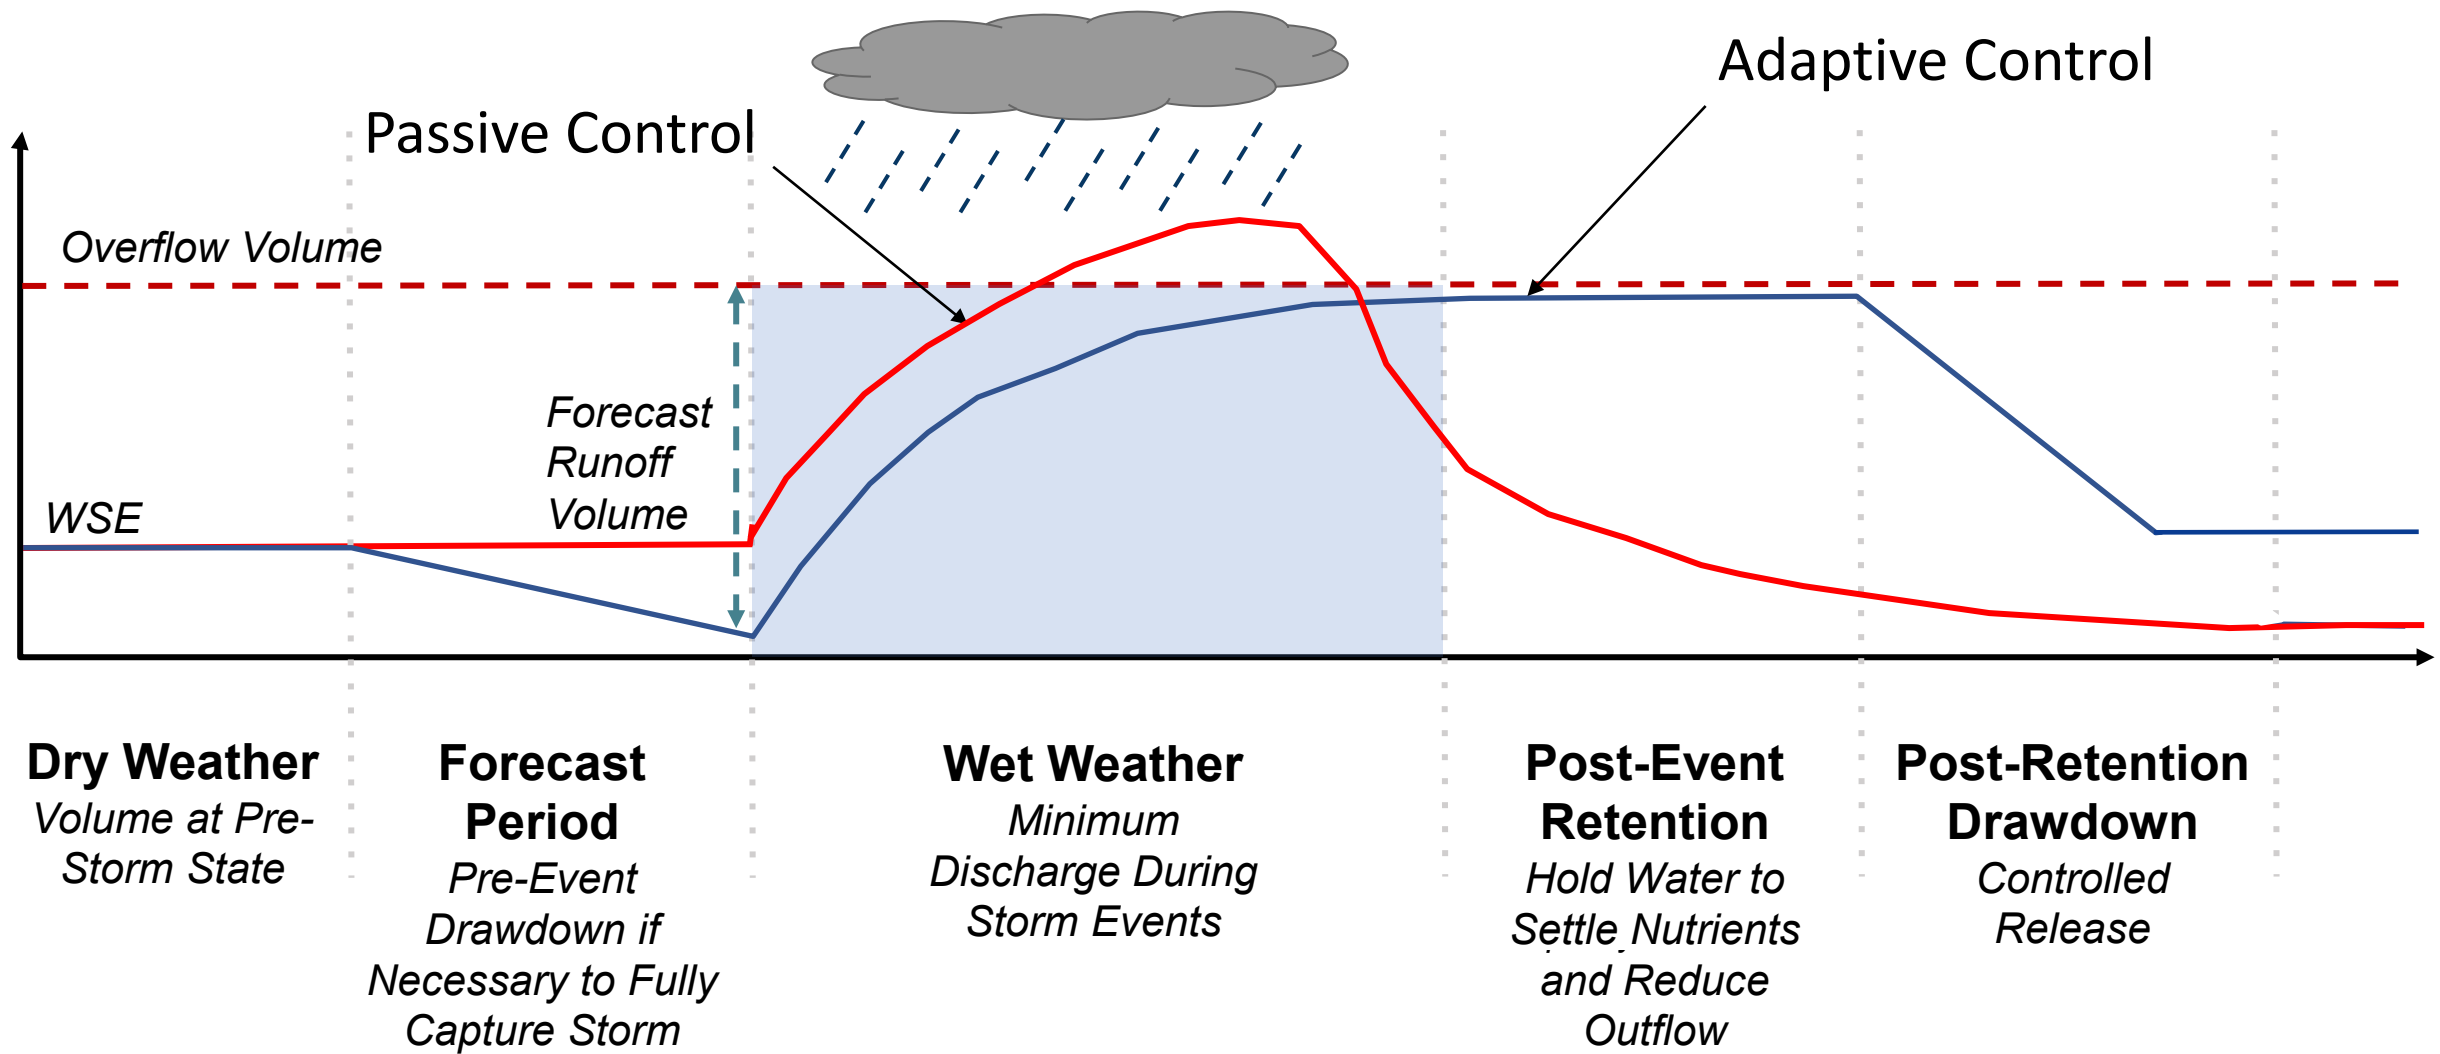 Adaptive Control
Passive Control
Overflow Volume
Forecast
Runoff
Volume
WSE
Dry Weather
Volume at Pre-
Storm State
Forecast
Period
Pre-Event
Drawdown if
Necessary to Fully
Capture Storm
Wet Weather
Minimum
Discharge During
Storm Events
Post-Event
Retention
Hold Water to
Settle Nutrients
and Reduce
Outflow
Post-Retention
Drawdown
Controlled
Release